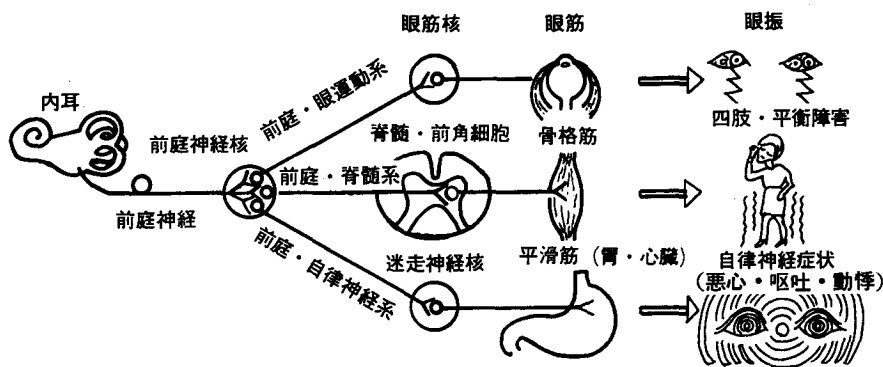 眼筋核
眼筋
眼振
内耳
前庭神経核
前庭神経
前庭・眼運動系
脊髄・前角細胞
骨格筋
四肢・平衡障害
前庭・脊髄系
前庭・自律神経系
迷走神経核
平滑筋（胃・心臓）
自律神経症状
(悪心・呕吐・動悸)